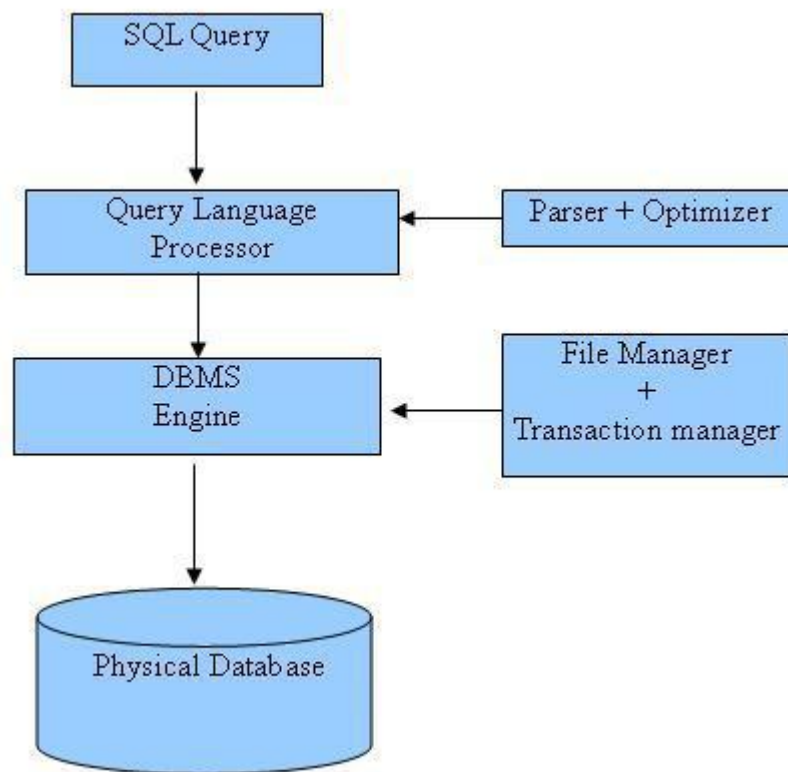 SQL Query
Query Language
Processor
Parser + Optimizer
DBMS
Engine
File Manager
+
Transaction manager
Physical Database